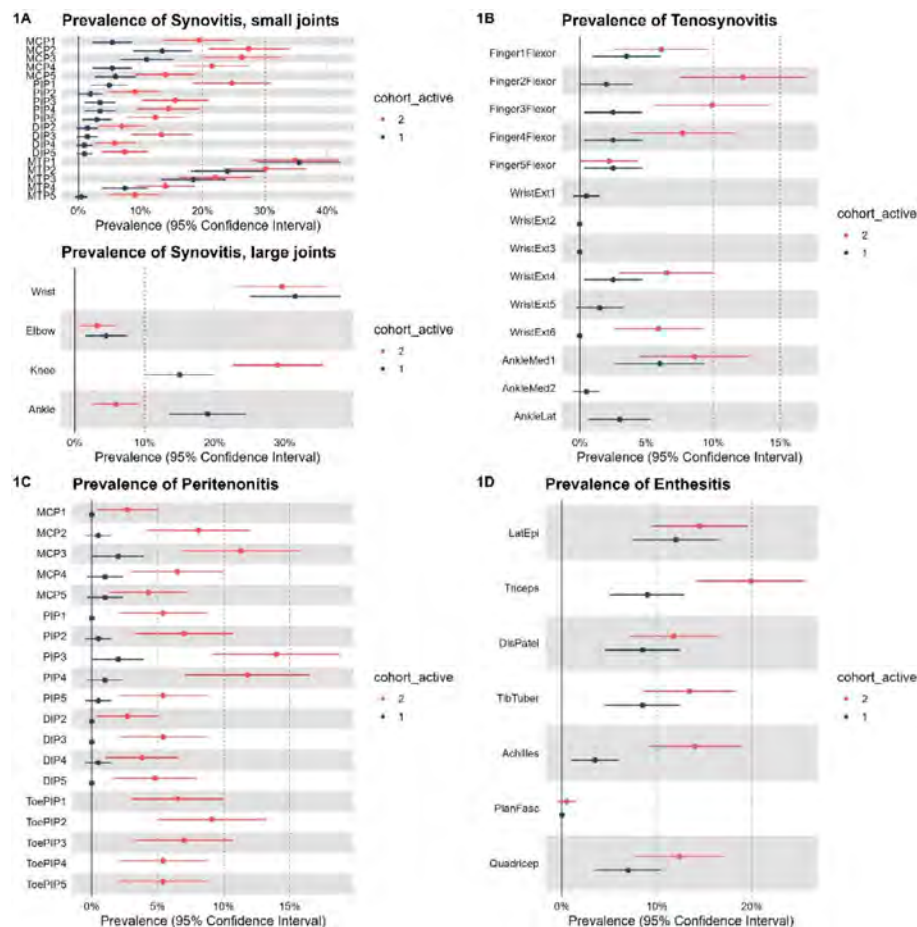 1A
Prevalence of Synovitis, small joints
MCP1
MCP2
MCP3
MCP4
MCP5
PIP1
PIP2
PIP3
PIP4
PIP5
DIP2
DIP3
DIP4
DIP5
MTP1
MTP2
MTP3
MTP4
MTP5
0% 10% 20% 30% 40%
Prevalence (95% Confidence Interval)
cohort_active
2
1
Prevalence of Synovitis, large joints
Wrist
Elbow
Knee
Ankle
0% 10% 20% 30%
Prevalence (95% Confidence Interval)
cohort_active
2
1
1B
Prevalence of Tenosynovitis
Finger1Flexor
Finger2Flexor
Finger3Flexor
Finger4Flexor
Finger5Flexor
WristExt1
WristExt2
WristExt3
WristExt4
WristExt5
WristExt6
AnkleMed1
AnkleMed2
AnkleLat
0% 5% 10% 15%
Prevalence (95% Confidence Interval)
cohort_active
2
1
1C
Prevalence of Peritenonitis
MCP1
MCP2
MCP3
MCP4
MCP5
PIP1
PIP2
PIP3
PIP4
PIP5
DIP2
DIP3
DIP4
DIP5
ToePIP1
ToePIP2
ToePIP3
ToePIP4
ToePIP5
0% 5% 10% 15%
Prevalence (95% Confidence Interval)
cohort_active
2
1
1D
Prevalence of Enthesitis
LatEpi
Triceps
DisPatel
TibTuber
Achilles
PlanFasc
Quadricep
0% 10% 20%
Prevalence (95% Confidence Interval)
cohort_active
2
1